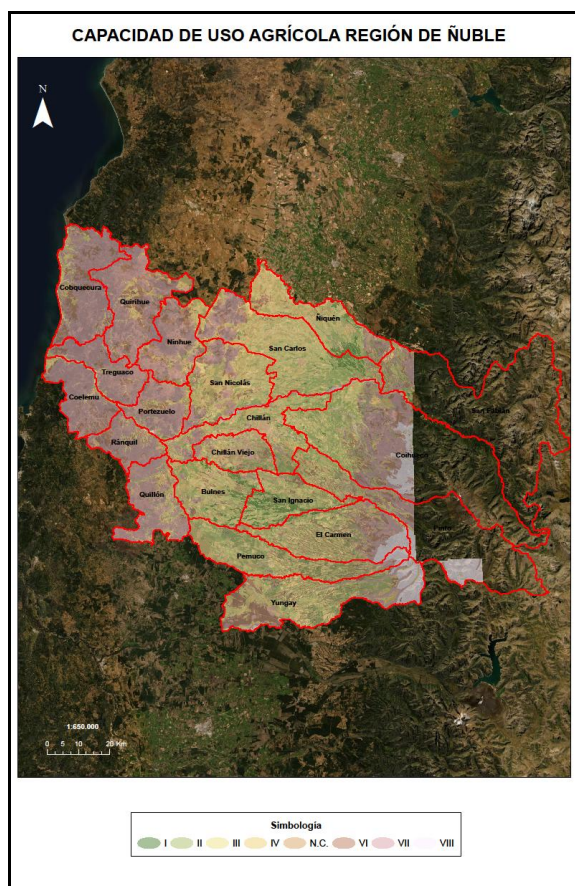 CAPACIDAD DE USO AGRÍCOLA REGIÓN DE ÑUBLE
N
Cobquecura
Quirihue
Ninhue
Ñiquén
San Carlos
Treguaco
San Nicolás
Coelemu
Portezuelo
San Fabián
Chillán
Ránquil
Chillán Viejo
Coihueco
Quillón
Bulnes
San Ignacio
El Carmen
Pemuco
Yungay
1:650.000
0 5 10 20 Km
Simbología
I II III IV N.C. VI VII VIII